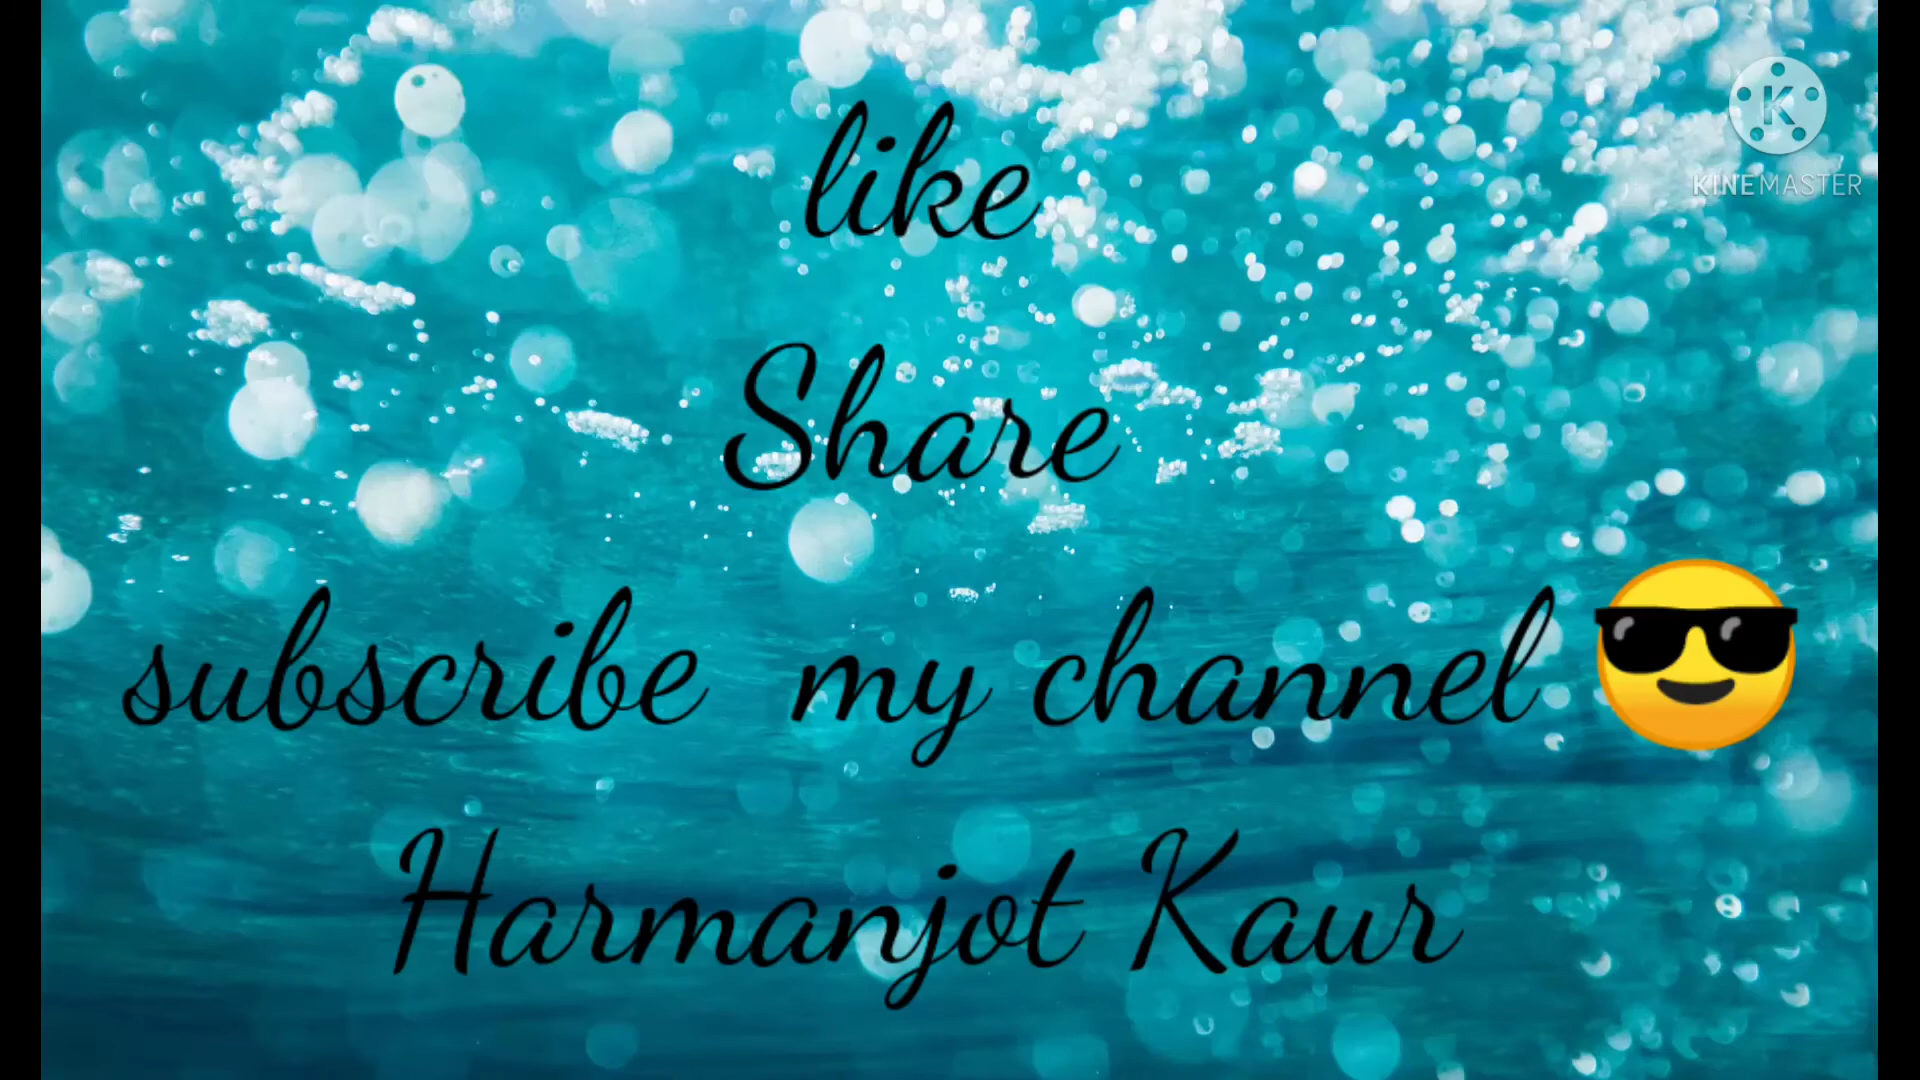 K
KINEMASTER
like
Share
subscribe my channel 😎
Harmanjot Kaur